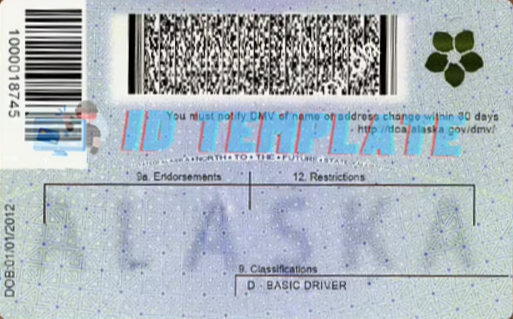 1000018745
You must notify DMV of name or address change within 30 days
- http://doa.alaska.gov/dmv/
ID TEMPLATE
ALASKA • NORTH • TO • THE • FUTURE • STATE
9a. Endorsements
12. Restrictions
ALASKA
9. Classifications
D - BASIC DRIVER
DOB:01/01/2012